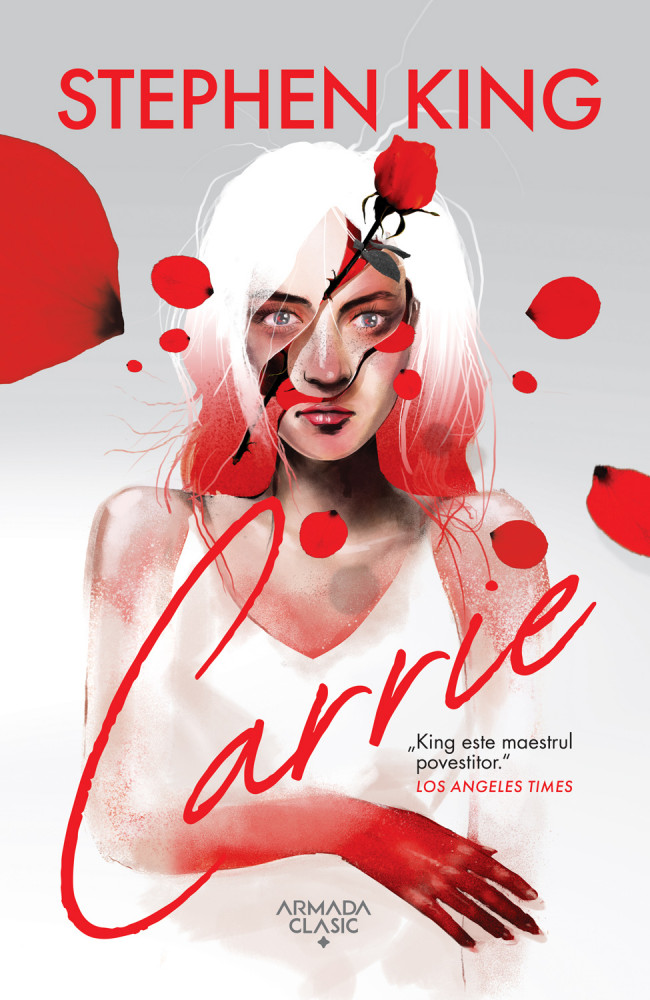 STEPHEN KING
Carrie
„King este maestrul
povestitor.“
LOS ANGELES TIMES
ARMADA
CLASIC